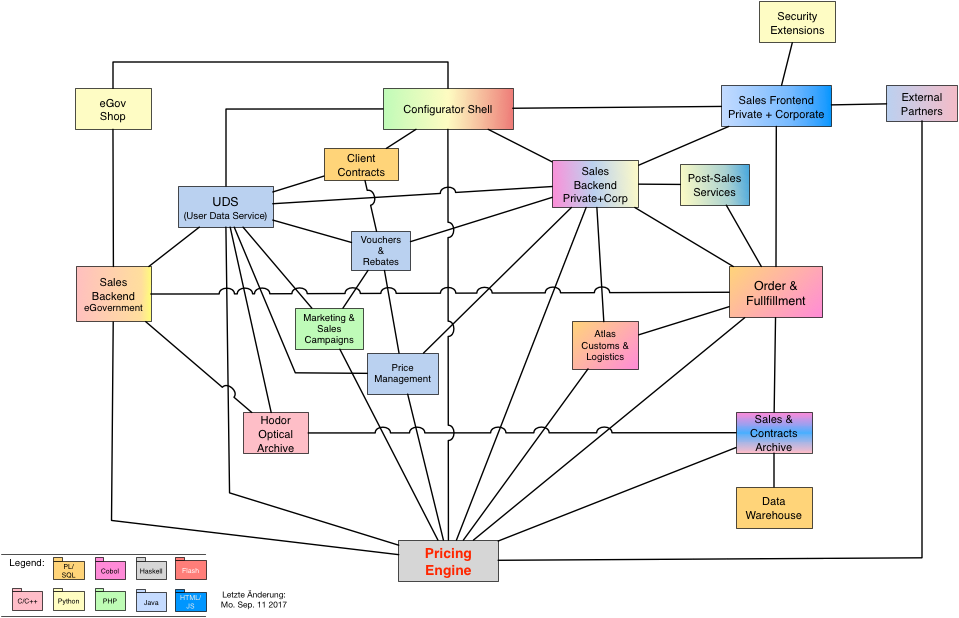 Security
Extensions
eGov
Shop
Configurator Shell
Sales Frontend
Private + Corporate
External
Partners
Client
Contracts
Sales
Backend
Private+Corp
Post-Sales
Services
UDS
(User Data Service)
Vouchers
&
Rebates
Sales
Backend
eGovernment
Order &
Fullfillment
Marketing &
Sales
Campaigns
Atlas
Customs &
Logistics
Price
Management
Hodor
Optical
Archive
Sales &
Contracts
Archive
Data
Warehouse
Pricing
Engine
Legend:
PL/
SQL
Cobol
Haskell
Flash
C/C++
Python
PHP
Java
HTML/
JS
Letzte Änderung:
Mo. Sep. 11 2017